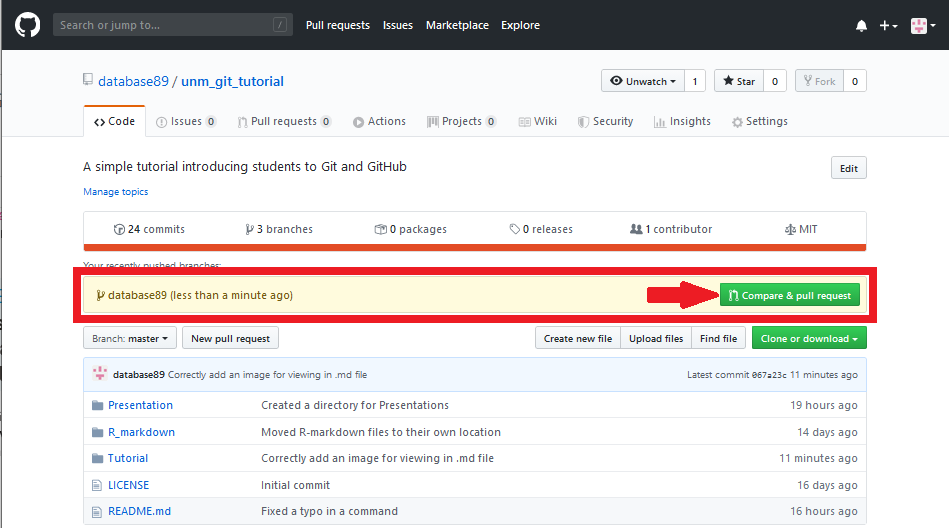 Search or jump to... / Pull requests Issues Marketplace Explore
database89 / unm_git_tutorial Unwatch 1 Star 0 Fork 0
Code Issues 0 Pull requests 0 Actions Projects 0 Wiki Security Insights Settings
A simple tutorial introducing students to Git and GitHub Edit
Manage topics
24 commits 3 branches 0 packages 0 releases 1 contributor MIT
Your recently pushed branches:
database89 (less than a minute ago) Compare & pull request
Branch: master New pull request Create new file Upload files Find file Clone or download
database89 Correctly add an image for viewing in .md file Latest commit 067a23c 11 minutes ago
Presentation Created a directory for Presentations 19 hours ago
R_markdown Moved R-markdown files to their own location 14 days ago
Tutorial Correctly add an image for viewing in .md file 11 minutes ago
LICENSE Initial commit 16 days ago
README.md Fixed a typo in a command 16 hours ago